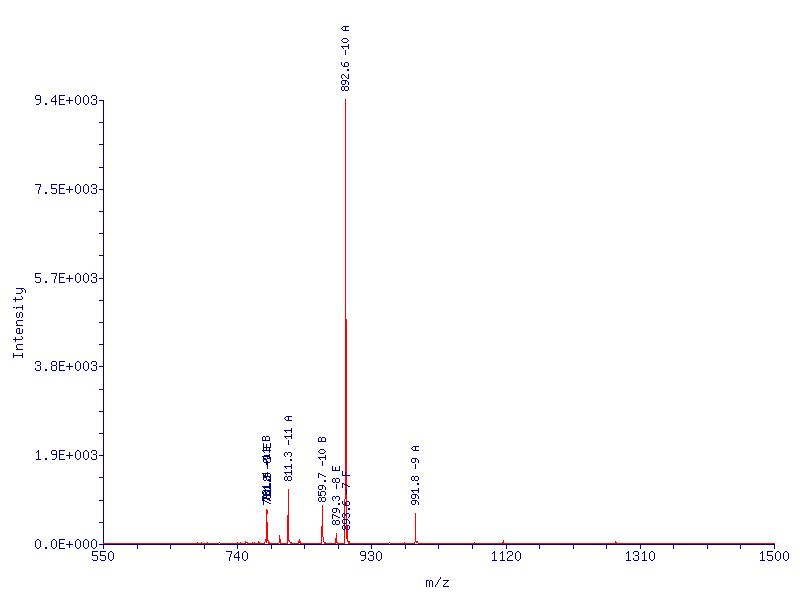 892.6 -10 A
9.4E+003
7.5E+003
5.7E+003
3.8E+003
1.9E+003
0.0E+000
Intensity
811.3 -11 A
859.7 -10 B
879.3 -8 E
991.8 -9 A
550
740
930
1120
1310
1500
m/z